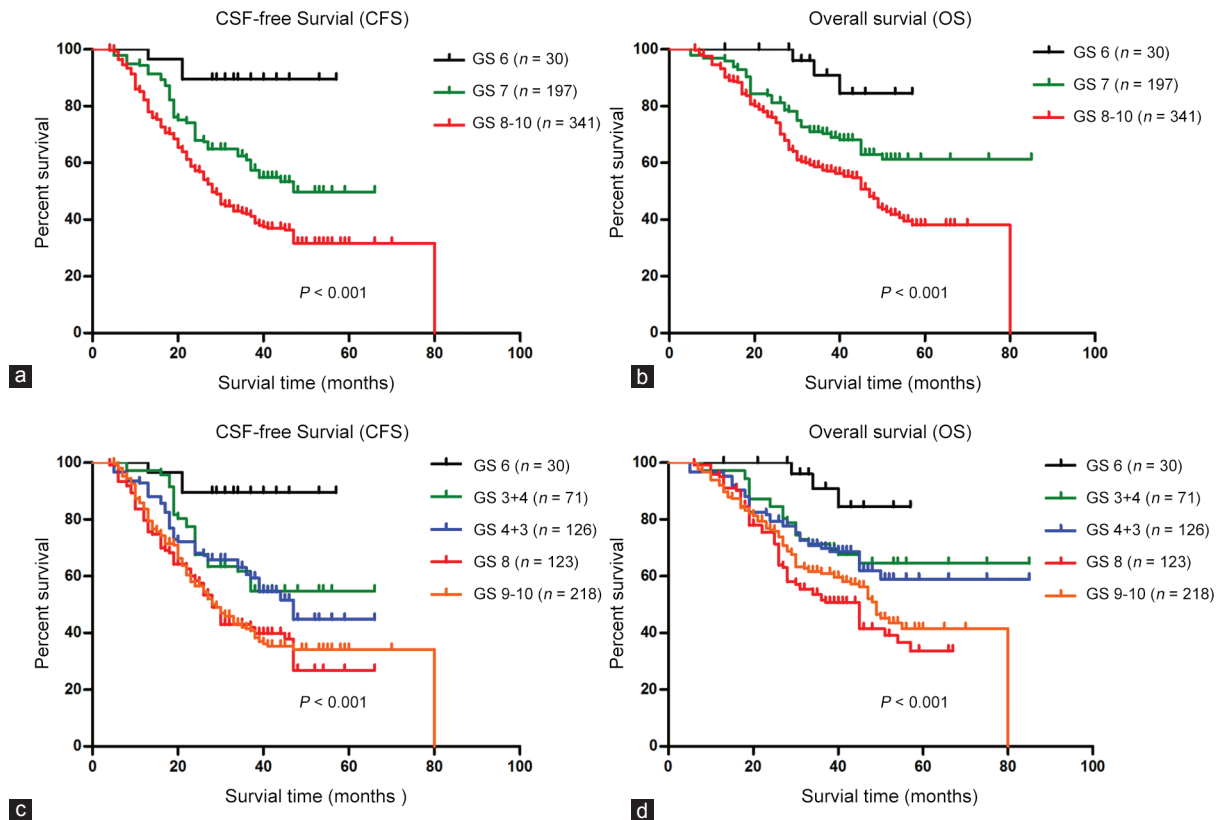 CSF-free Survial (CFS)
100
80
60
40
20
0
Percent survival
0 20 40 60 80 100
Survial time (months)
GS 6 (n = 30)
GS 7 (n = 197)
GS 8-10 (n = 341)
P < 0.001
a
Overall survial (OS)
100
80
60
40
20
0
Percent survival
0 20 40 60 80 100
Survial time (months)
GS 6 (n = 30)
GS 7 (n = 197)
GS 8-10 (n = 341)
P < 0.001
b
CSF-free Survial (CFS)
100
80
60
40
20
0
Percent survival
0 20 40 60 80 100
Survial time (months )
GS 6 (n = 30)
GS 3+4 (n = 71)
GS 4+3 (n = 126)
GS 8 (n = 123)
GS 9-10 (n = 218)
P < 0.001
c
Overall survial (OS)
100
80
60
40
20
0
Percent survival
0 20 40 60 80 100
Survial time (months)
GS 6 (n = 30)
GS 3+4 (n = 71)
GS 4+3 (n = 126)
GS 8 (n = 123)
GS 9-10 (n = 218)
P < 0.001
d